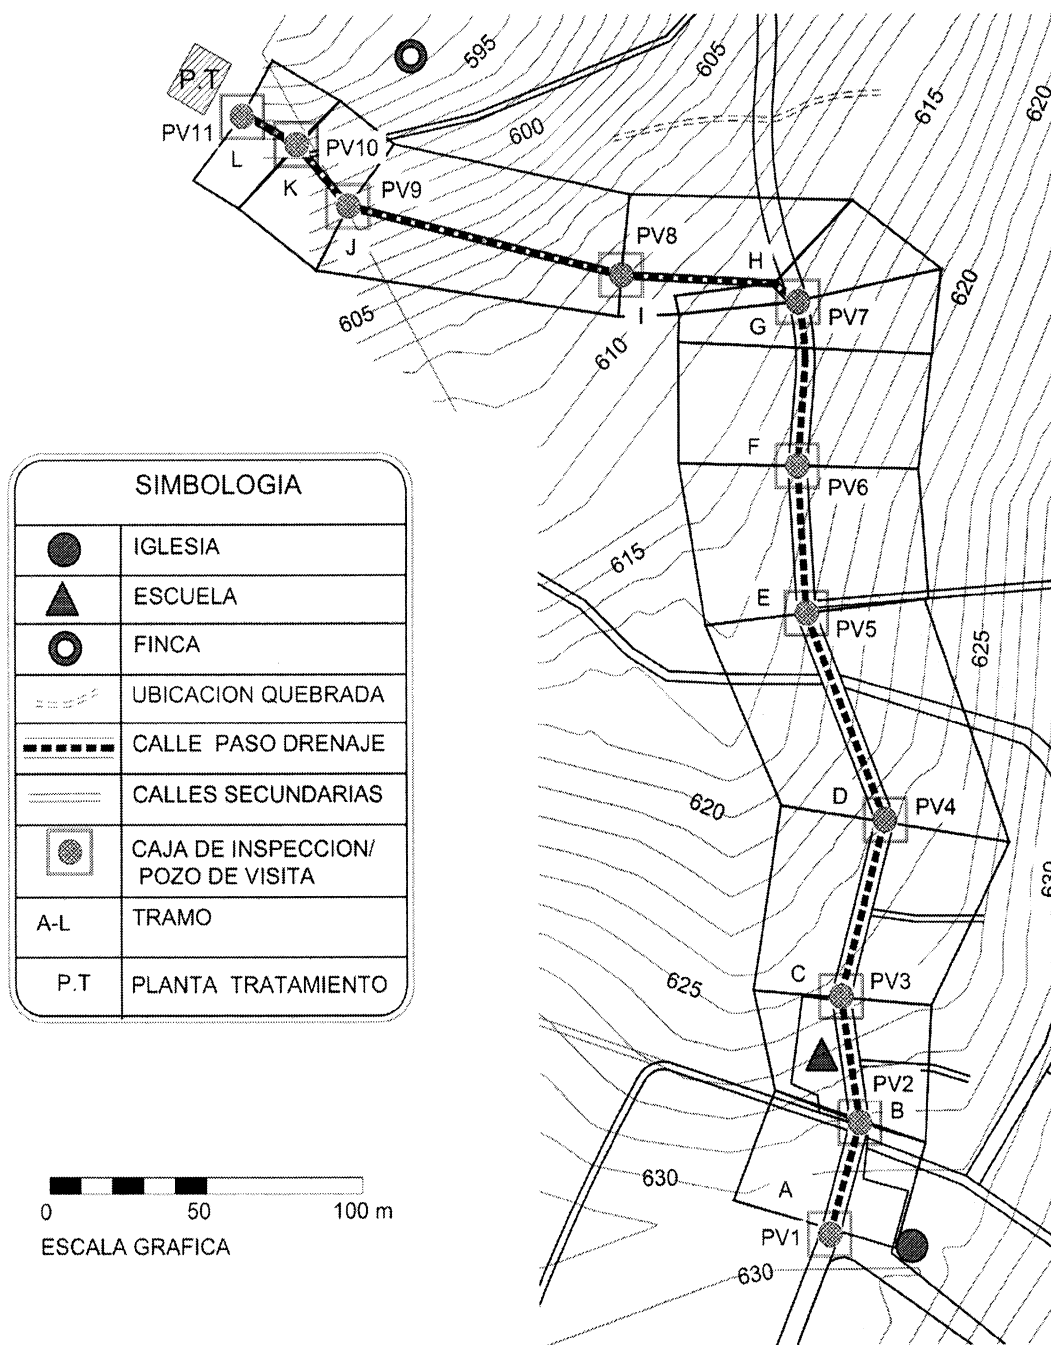 595
605
P.T
600
615
620
PV11
PV10
L
K
PV9
J
PV8
H
I
G
PV7
620
605
610
F
PV6
615
E
PV5
625
SIMBOLOGIA
IGLESIA
ESCUELA
FINCA
UBICACION QUEBRADA
CALLE PASO DRENAJE
CALLES SECUNDARIAS
CAJA DE INSPECCION/
POZO DE VISITA
A-L TRAMO
P.T PLANTA TRATAMIENTO
620
D
PV4
630
C
PV3
625
PV2
B
630
A
PV1
630
0 50 100 m
ESCALA GRAFICA